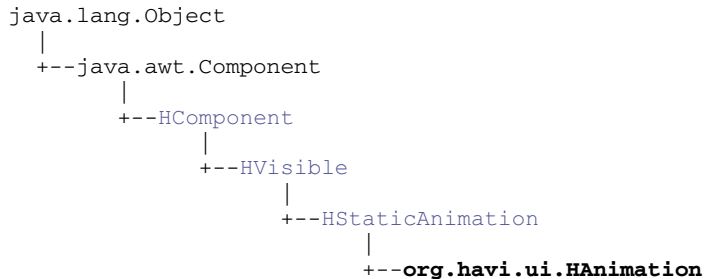 java.lang.Object
|
+--java.awt.Component
|
+--HComponent
|
+--HVisible
|
+--HStaticAnimation
|
+--org.havi.ui.HAnimation